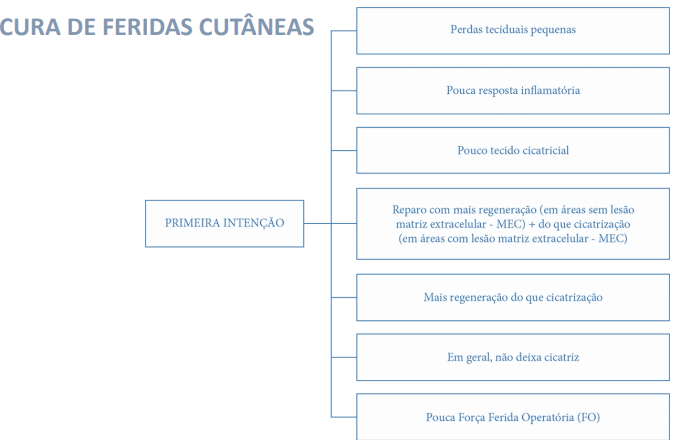 CURA DE FERIDAS CUTÂNEAS
Perdas teciduais pequenas
Pouca resposta inflamatória
Pouco tecido cicatricial
PRIMEIRA INTENÇÃO
Reparo com mais regeneração (em áreas sem lesão
matriz extracelular - MEC) + do que cicatrização
(em áreas com lesão matriz extracelular - MEC)
Mais regeneração do que cicatrização
Em geral, não deixa cicatriz
Pouca Força Ferida Operatória (FO)